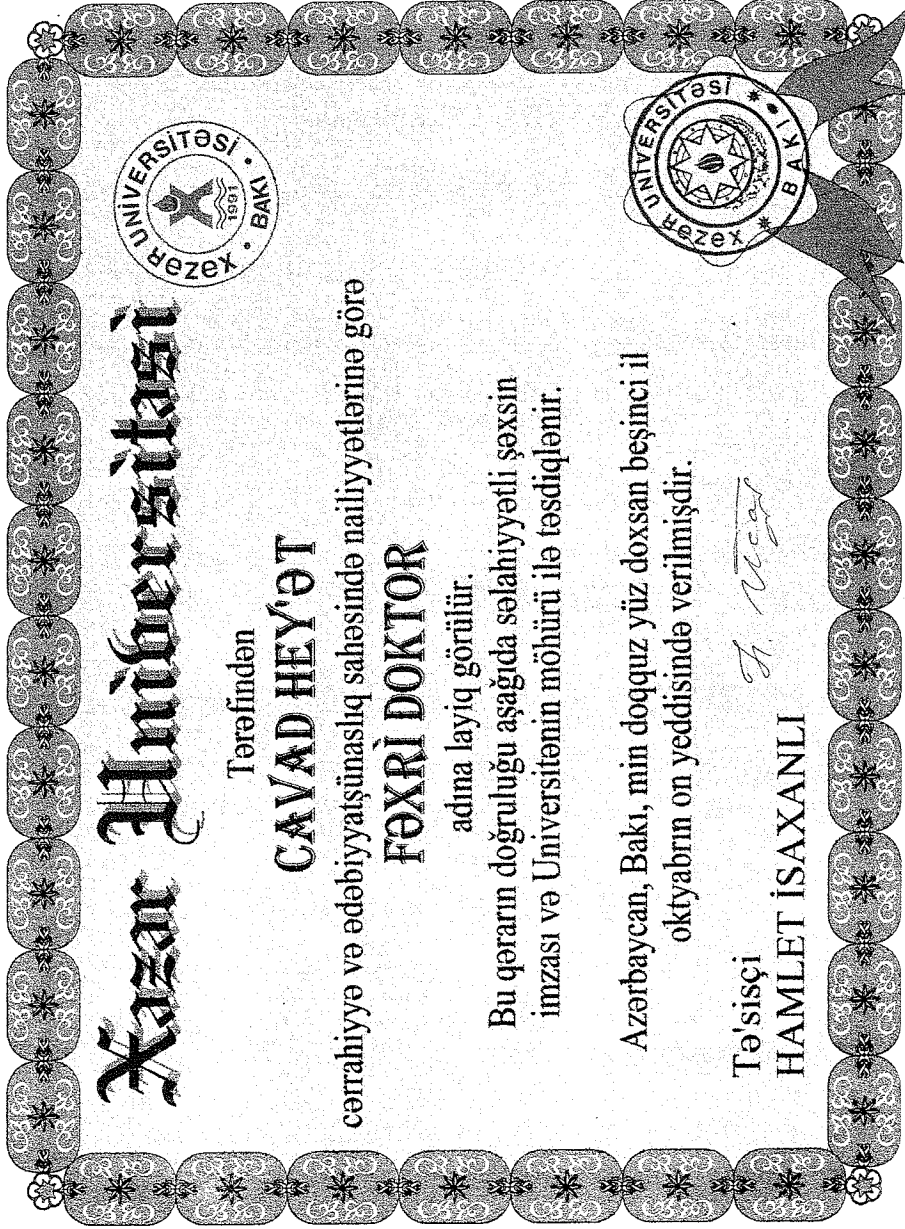 Xazar Universitəsi
XəzəR UNİVERSİTƏSİ • BAKI •
1991
Tərəfindən
CAVAD HEY'ƏT
cərrahiyyə və ədəbiyyatşünaslıq sahəsində nailiyyətlərinə görə
FƏXRİ DOKTOR
adına layiq görülür.
Bu qərarın doğruluğu aşağıda səlahiyyətli şəxsin
imzası və Universitənin möhürü ilə təsdiqlənir.
Azərbaycan, Bakı, min doqquz yüz doxsan beşinci il
oktyabrın on yeddisində verilmişdir.
Tə'sisçi
HAMLET İSAXANLI
XəzəR UNİVERSİTəSİ * BAKI *